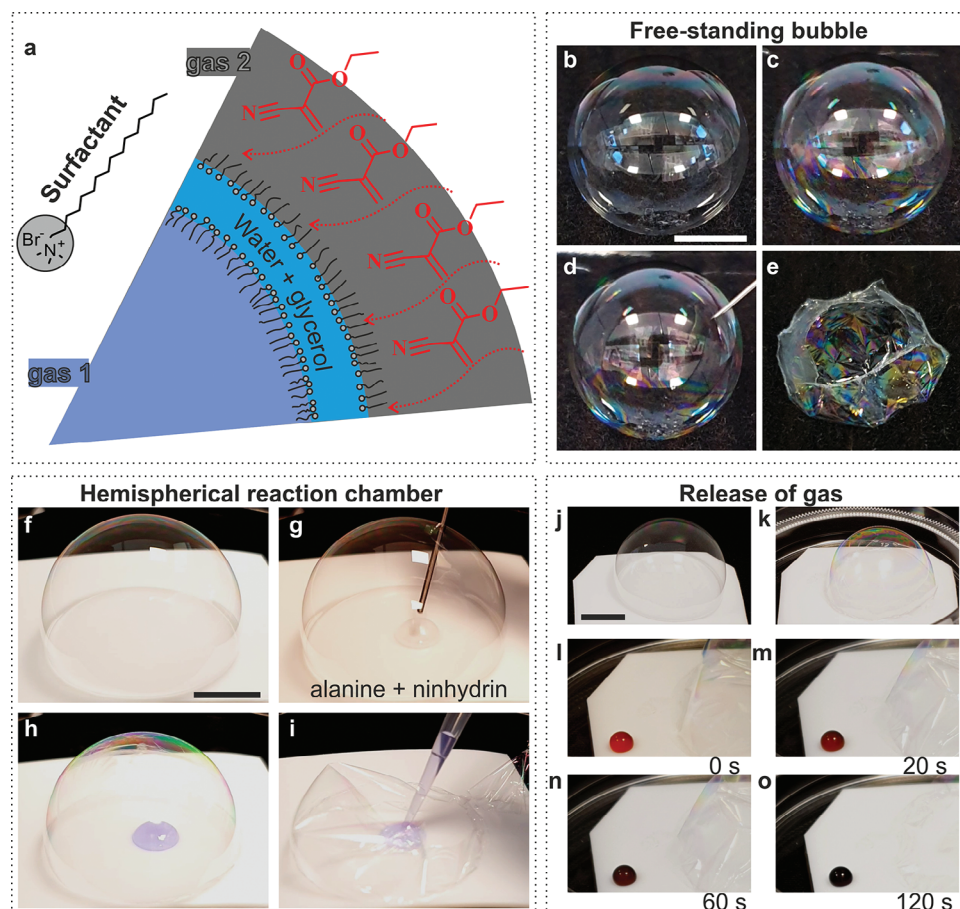 a
gas 2
Surfactant
Br-
N+
O
O
N
O
O
N
O
O
N
O
O
N
Water + glycerol
gas 1
Free-standing bubble
b
c
d
e
Hemispherical reaction chamber
f
g
alanine + ninhydrin
h
i
Release of gas
j
k
l
m
0 s
20 s
n
o
60 s
120 s